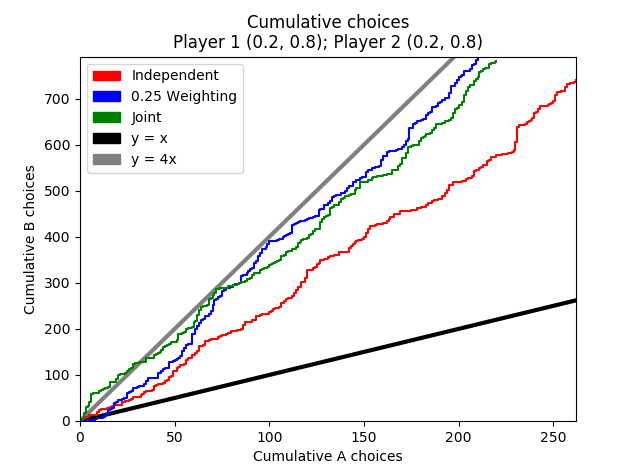 Cumulative choices
Player 1 (0.2, 0.8); Player 2 (0.2, 0.8)
Independent
0.25 Weighting
Joint
y = x
y = 4x
Cumulative B choices
700
600
500
400
300
200
100
0
0 50 100 150 200 250
Cumulative A choices